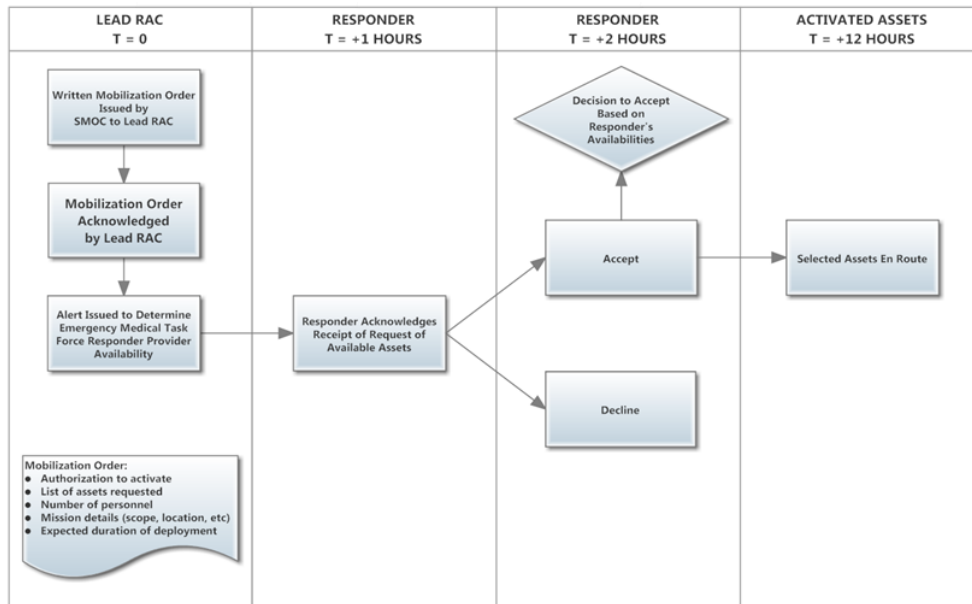 LEAD RAC
T = 0
RESPONDER
T = +1 HOURS
RESPONDER
T = +2 HOURS
ACTIVATED ASSETS
T = +12 HOURS
Written Mobilization Order
Issued by
SMOC to Lead RAC
Mobilization Order
Acknowledged
by Lead RAC
Alert Issued to Determine
Emergency Medical Task
Force Responder Provider
Availability
Responder Acknowledges
Receipt of Request of
Available Assets
Decision to Accept
Based on
Responder's
Availabilities
Accept
Decline
Selected Assets En Route
Mobilization Order:
● Authorization to activate
● List of assets requested
● Number of personnel
● Mission details (scope, location, etc)
● Expected duration of deployment